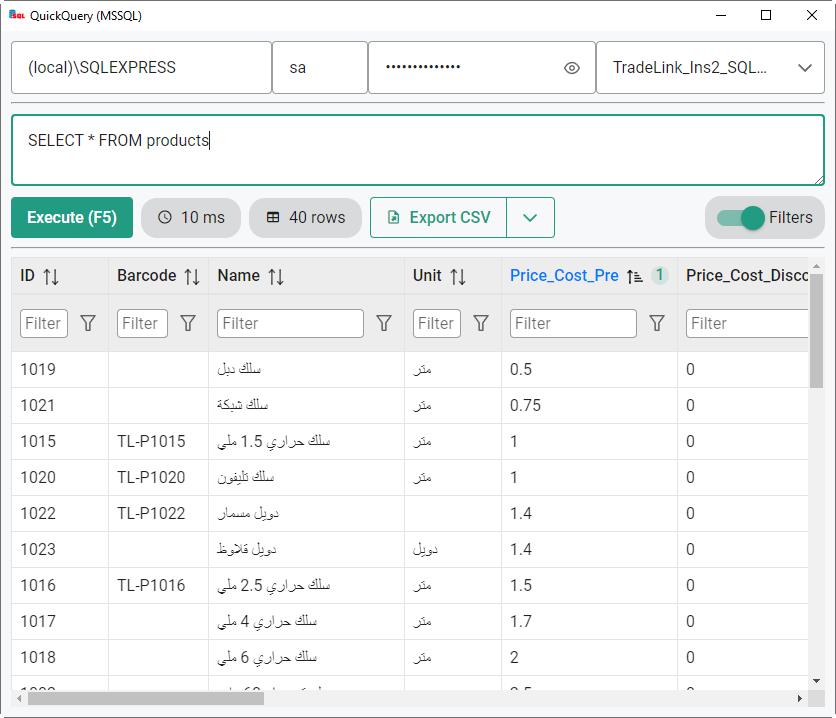 SQL QuickQuery (MSSQL)
(local)\SQLEXPRESS sa •••••••••••••• TradeLink_Ins2_SQL...
SELECT * FROM products
Execute (F5) 10 ms 40 rows Export CSV Filters
ID Barcode Name Unit Price_Cost_Pre 1 Price_Cost_Disco
Filter Filter Filter Filter Filter Filter
1019 سلك دبل متر 0.5 0
1021 سلك شبكة متر 0.75 0
1015 TL-P1015 سلك حراري 1.5 ملي متر 1 0
1020 TL-P1020 سلك تليفون متر 1 0
1022 TL-P1022 دويل مسمار 1.4 0
1023 دويل قلاوظ دويل 1.4 0
1016 TL-P1016 سلك حراري 2.5 ملي متر 1.5 0
1017 سلك حراري 4 ملي متر 1.7 0
1018 سلك حراري 6 ملي متر 2 0